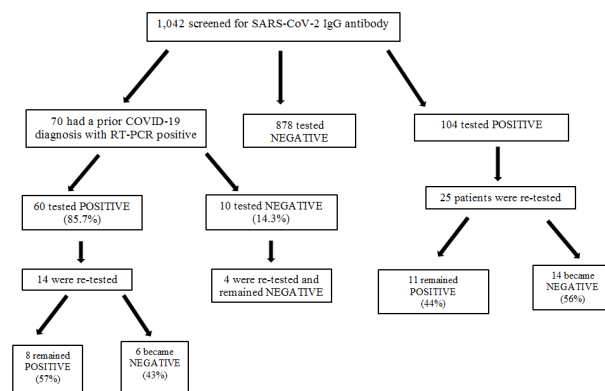 1,042 screened for SARS-CoV-2 IgG antibody
70 had a prior COVID-19
diagnosis with RT-PCR positive
878 tested
NEGATIVE
104 tested POSITIVE
60 tested POSITIVE
(85.7%)
10 tested NEGATIVE
(14.3%)
25 patients were re-tested
14 were re-tested
4 were re-tested and
remained NEGATIVE
11 remained
POSITIVE
(44%)
14 became
NEGATIVE
(56%)
8 remained
POSITIVE
(57%)
6 became
NEGATIVE
(43%)